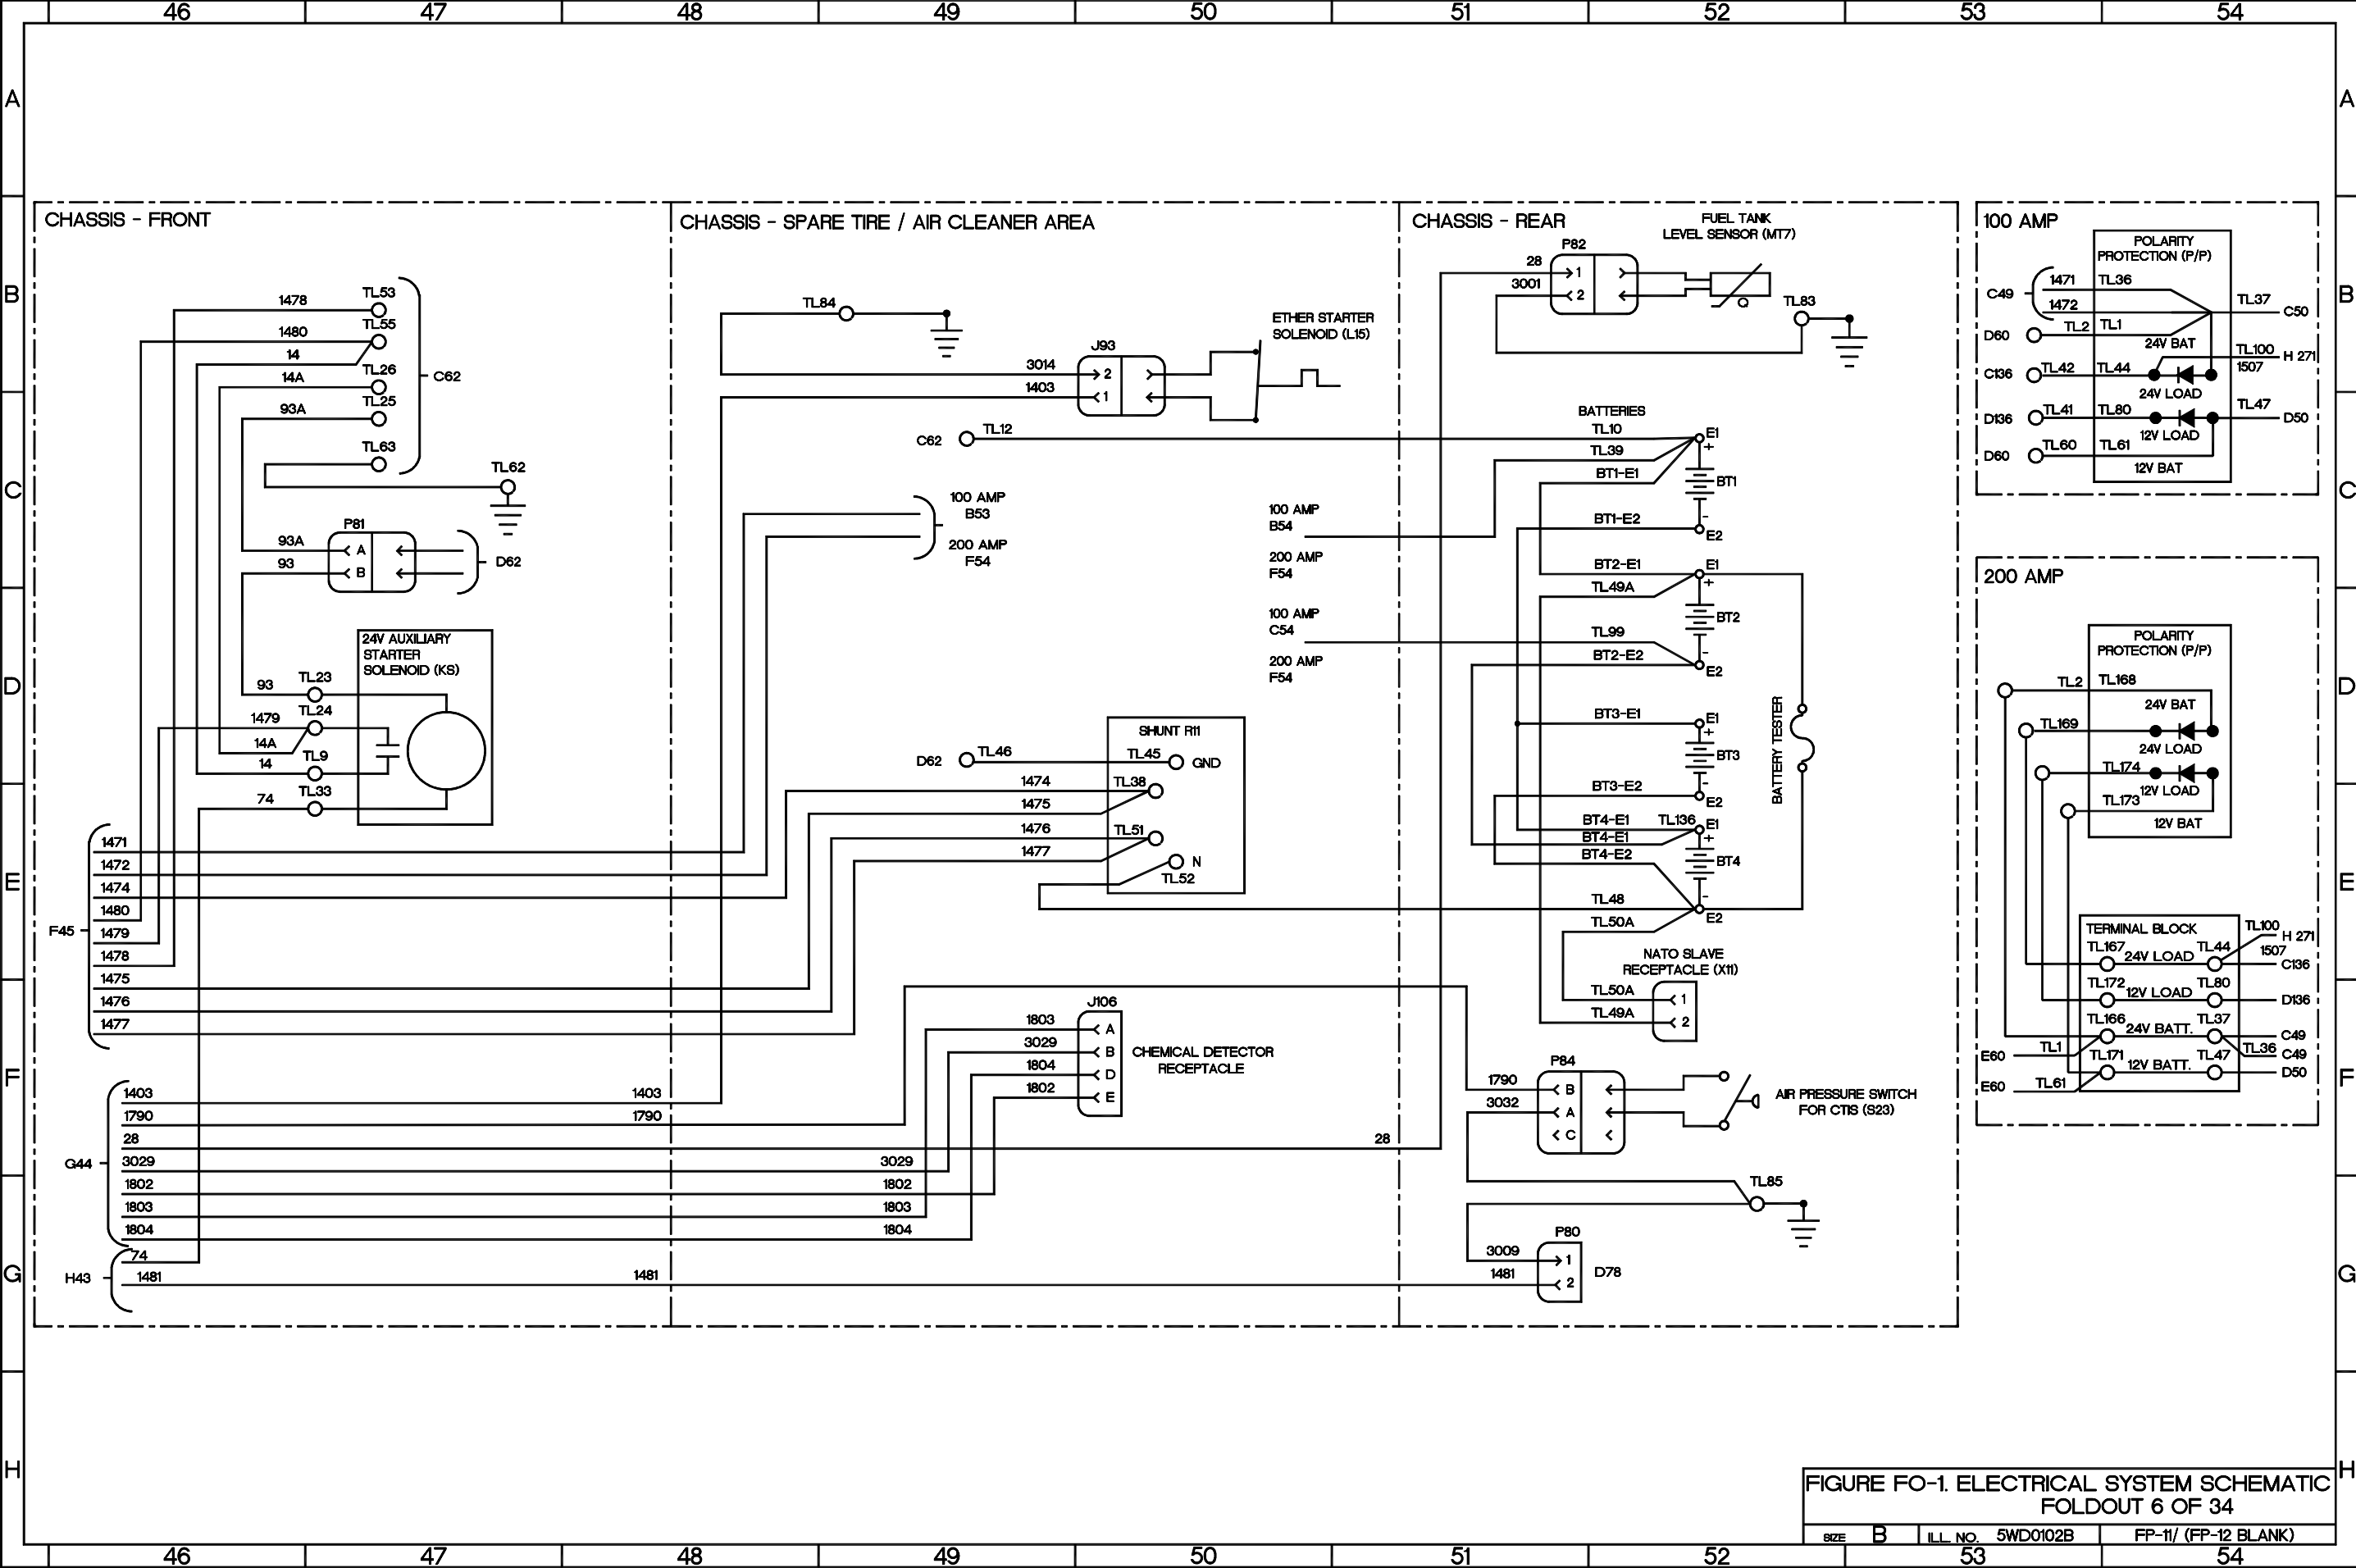 46 47 48 49 50 51 52 53 54
A A
B B
C C
D D
E E
F F
G G
H H
CHASSIS - FRONT
1478 TL53
1480 TL55
14
14A TL26
93A TL25
TL63
C62
TL62
P81
93A A
93 B
D62
24V AUXILIARY
STARTER
SOLENOID (KS)
93 TL23
1479 TL24
14A
14 TL9
74 TL33
F45
1471
1472
1474
1480
1479
1478
1475
1476
1477
G44
1403 1403
1790 1790
28 28
3029 3029
1802 1802
1803 1803
1804 1804
H43
74
1481 1481
CHASSIS - SPARE TIRE / AIR CLEANER AREA
TL84
J93
3014 2
1403 1
ETHER STARTER
SOLENOID (L15)
C62 TL12
100 AMP
B53
200 AMP
F54
100 AMP
B54
200 AMP
F54
100 AMP
C54
200 AMP
F54
SHUNT R11
D62 TL46 TL45 GND
1474 TL38
1475
1476 TL51
1477 N
TL52
J106
1803 A
3029 B
1804 D
1802 E
CHEMICAL DETECTOR
RECEPTACLE
CHASSIS - REAR
FUEL TANK
LEVEL SENSOR (MT7)
P82
28 1
3001 2
Q
TL83
BATTERIES
TL10 E1
+
TL39
BT1-E1 BT1
BT1-E2 -
E2
BT2-E1 E1
+
TL49A
BT2
TL99 -
BT2-E2 E2
BT3-E1 E1
+
BT3
BT3-E2 -
E2
BT4-E1 TL136 E1
BT4-E1 +
BT4-E2 BT4
-
TL48
E2
TL50A
BATTERY TESTER
NATO SLAVE
RECEPTACLE (X11)
TL50A 1
TL49A 2
P84
1790 B
3032 A
C
AIR PRESSURE SWITCH
FOR CTIS (S23)
TL85
P80
3009 1
1481 2
D78
100 AMP
POLARITY
PROTECTION (P/P)
C49
1471 TL36
1472
TL37 C50
D60 TL2 TL1
24V BAT
TL100 H 271
1507
C136 TL42 TL44
24V LOAD
D136 TL41 TL80 TL47 D50
12V LOAD
D60 TL60 TL61
12V BAT
200 AMP
POLARITY
PROTECTION (P/P)
TL2 TL168
24V BAT
TL169
24V LOAD
TL174
12V LOAD
TL173
12V BAT
TERMINAL BLOCK
TL100 H 271
1507
TL167 24V LOAD TL44 C136
TL172 12V LOAD TL80 D136
TL166 24V BATT. TL37 C49
E60 TL1 TL36 C49
TL171 12V BATT. TL47 D50
E60 TL61
FIGURE FO-1. ELECTRICAL SYSTEM SCHEMATIC
FOLDOUT 6 OF 34
SIZE B ILL. NO. 5WD0102B FP-11/ (FP-12 BLANK)
46 47 48 49 50 51 52 53 54